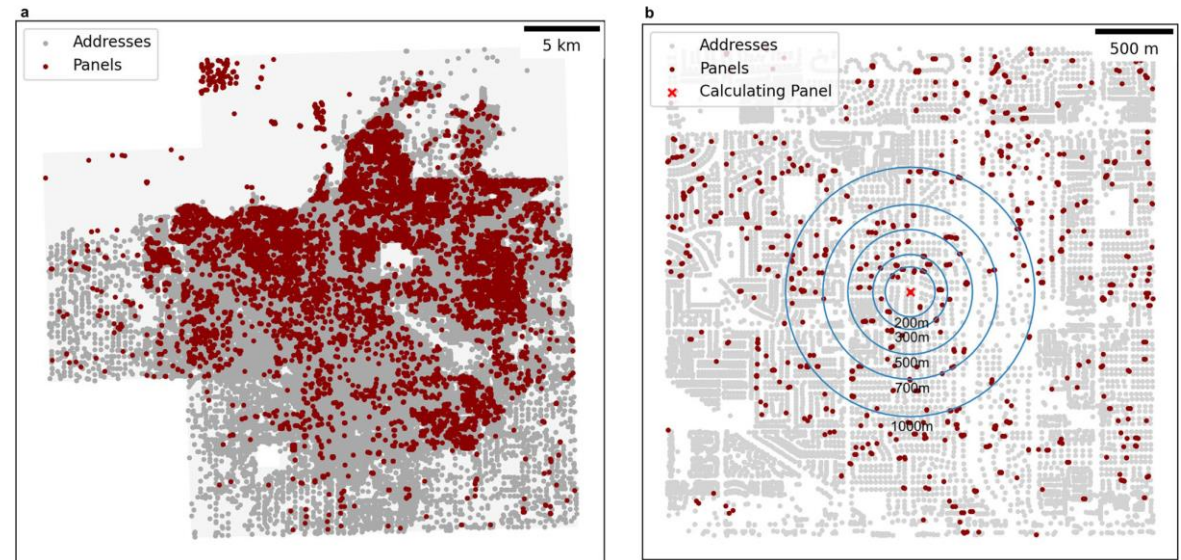 a
Addresses
Panels
5 km
b
Addresses
Panels
Calculating Panel
500 m
200m
300m
500m
700m
1000m